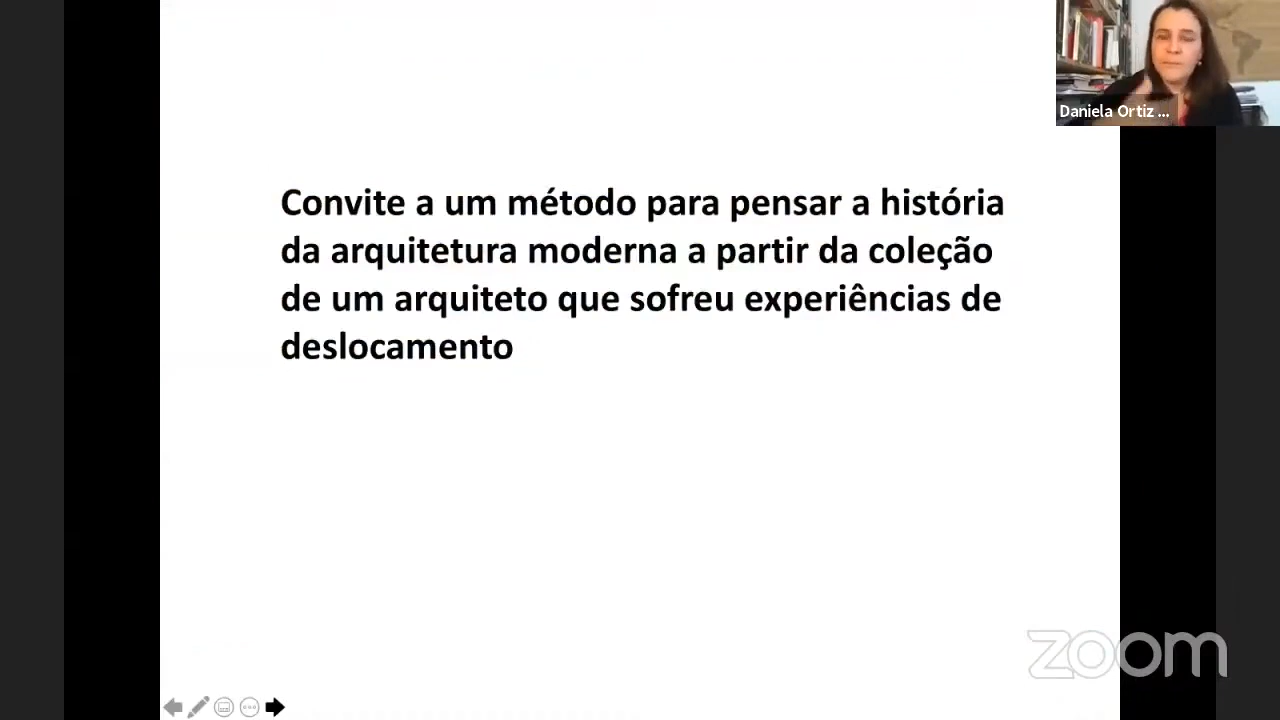 Daniela Ortiz ...
Convite a um método para pensar a história
da arquitetura moderna a partir da coleção
de um arquiteto que sofreu experiências de
deslocamento
zoom